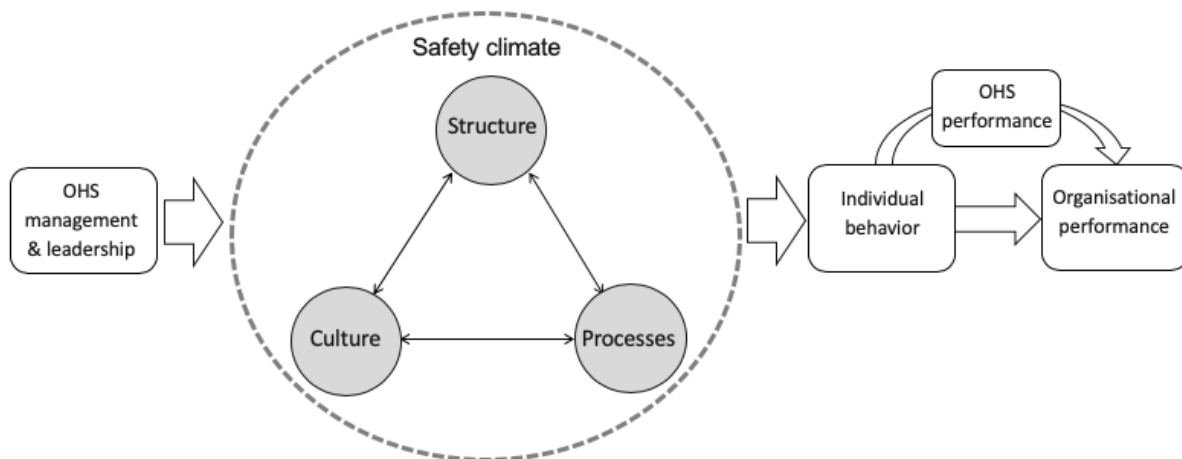 Safety climate
Structure
Culture
Processes
OHS
management
& leadership
Individual
behavior
OHS
performance
Organisational
performance